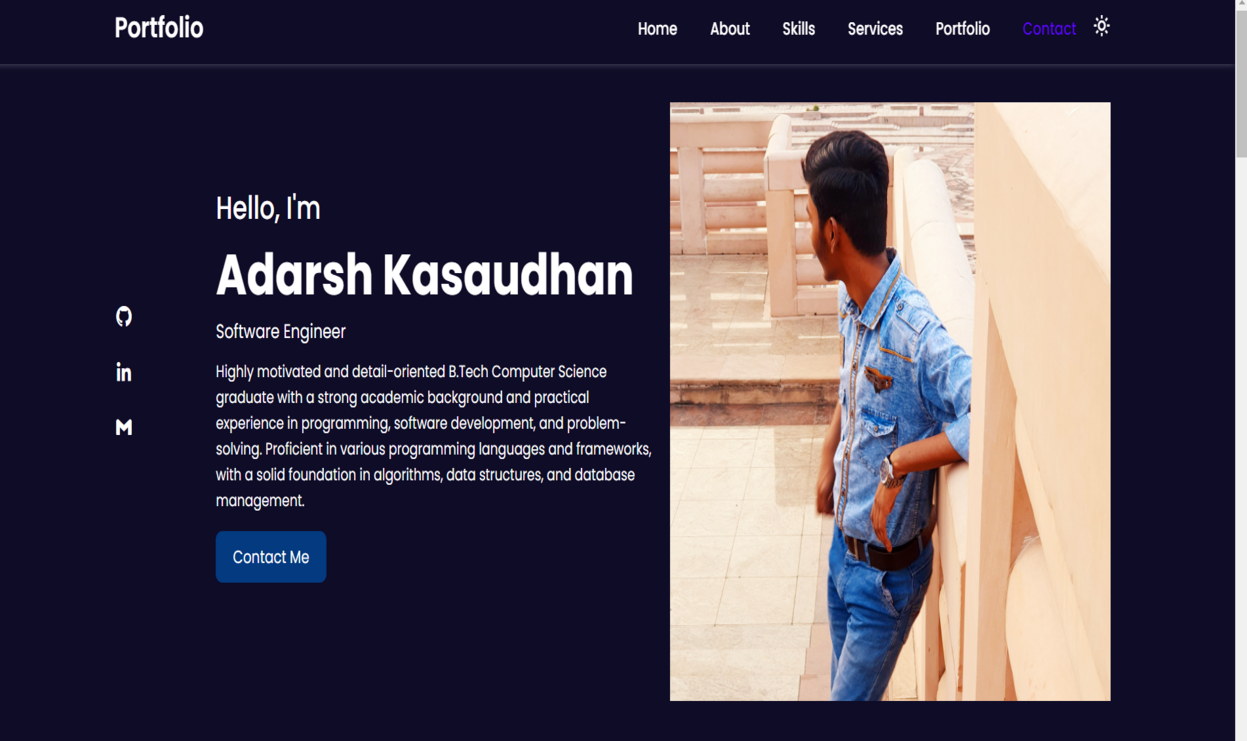 Portfolio
Home About Skills Services Portfolio Contact
Hello, I'm
Adarsh Kasaudhan
Software Engineer
Highly motivated and detail-oriented B.Tech Computer Science
graduate with a strong academic background and practical
experience in programming, software development, and problem-
solving. Proficient in various programming languages and frameworks,
with a solid foundation in algorithms, data structures, and database
management.
Contact Me